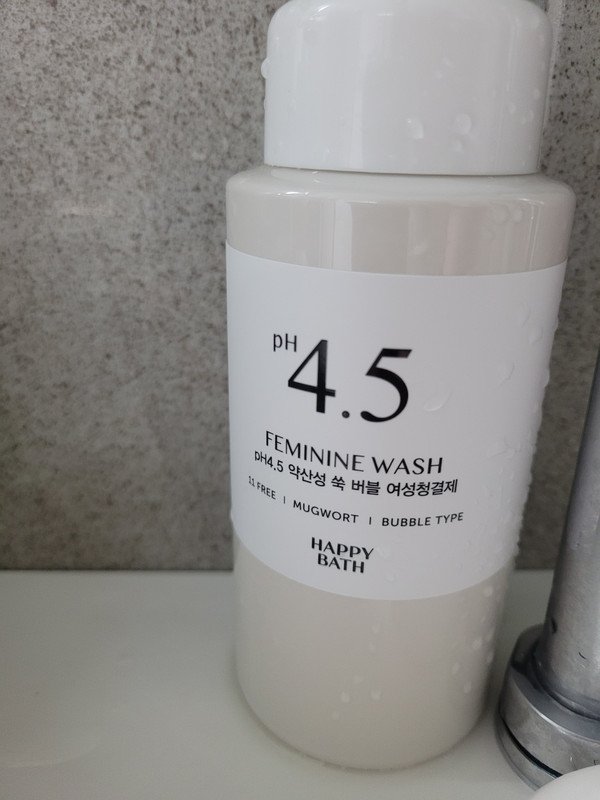 pH 4.5
FEMININE WASH
pH4.5 약산성 쑥 버블 여성청결제
11 FREE | MUGWORT | BUBBLE TYPE
HAPPY
BATH